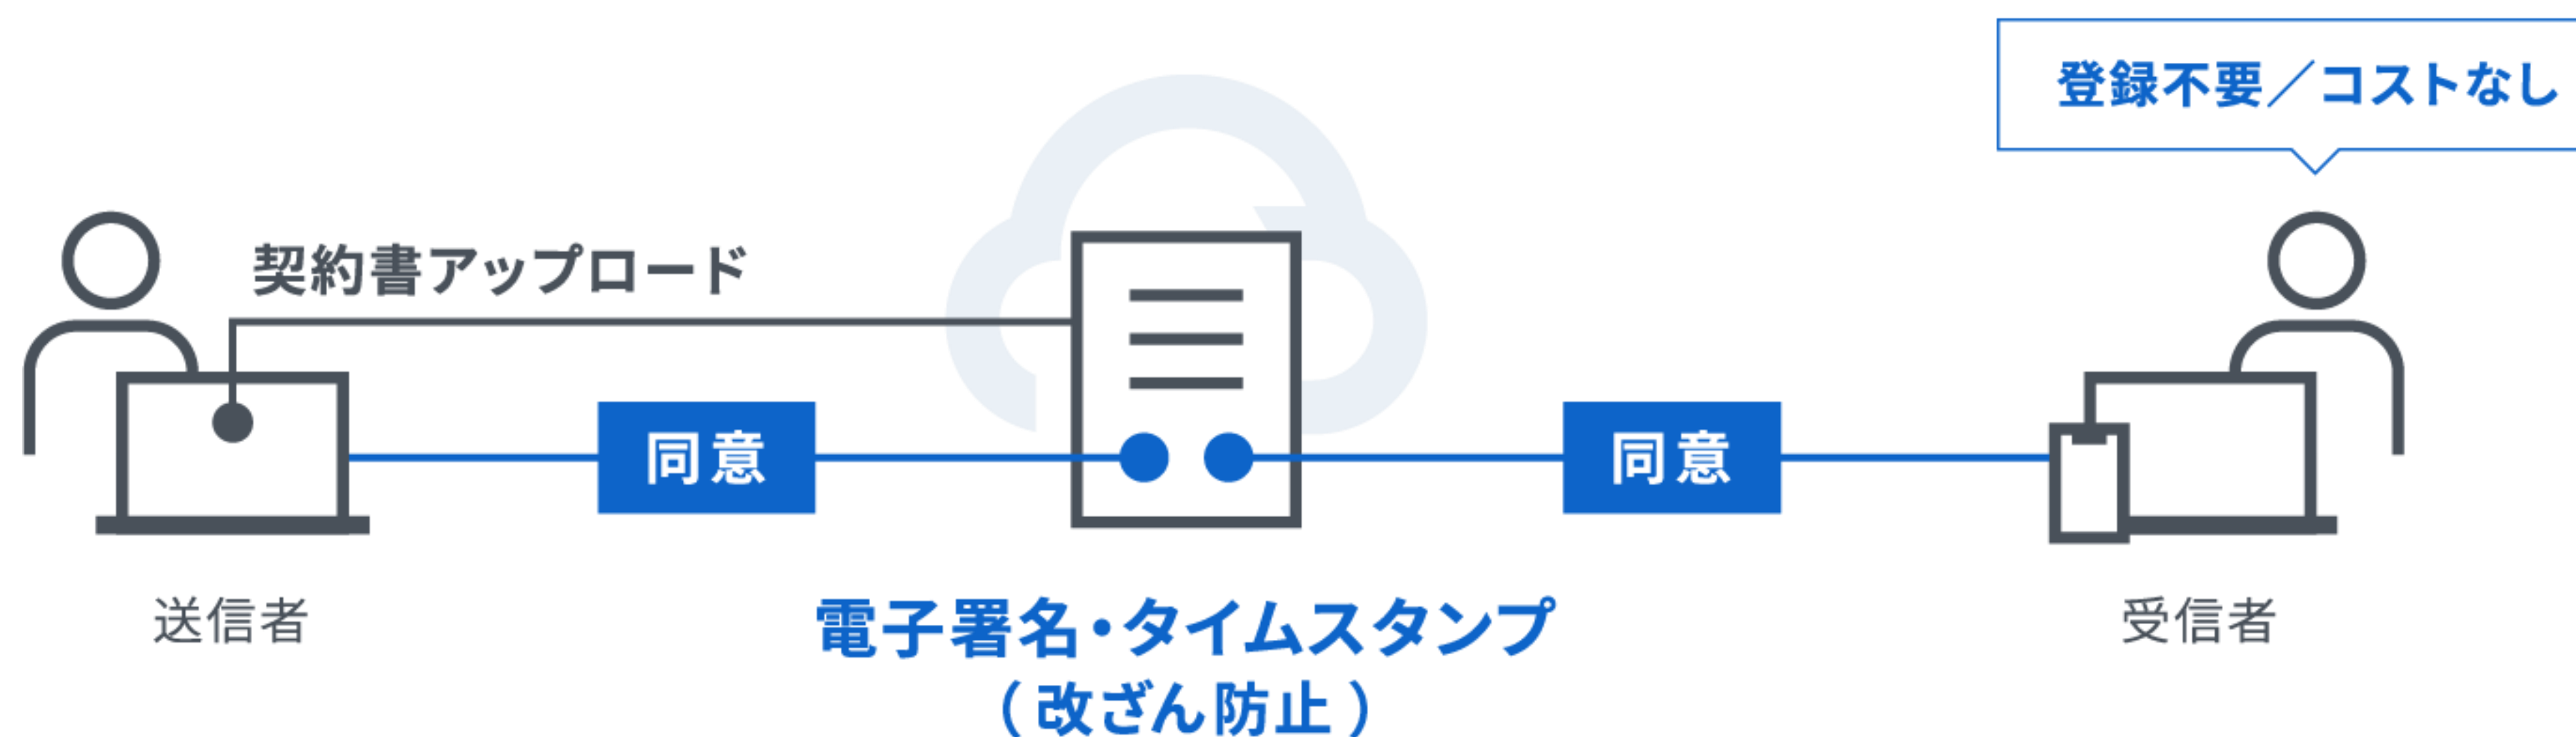 登録不要／コストなし
契約書アップロード
同意
同意
送信者
電子署名・タイムスタンプ
（改ざん防止）
受信者